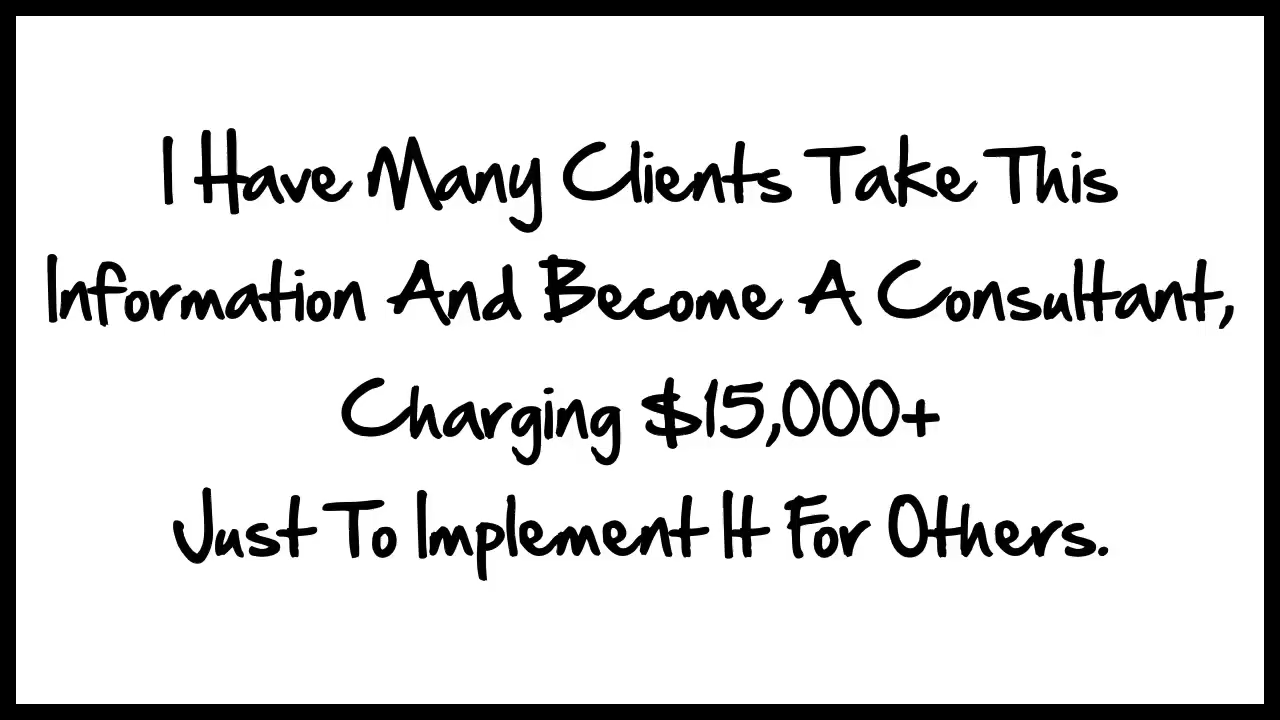 I Have Many Clients Take This
Information And Become A Consultant,
Charging $15,000+
Just To Implement It For Others.